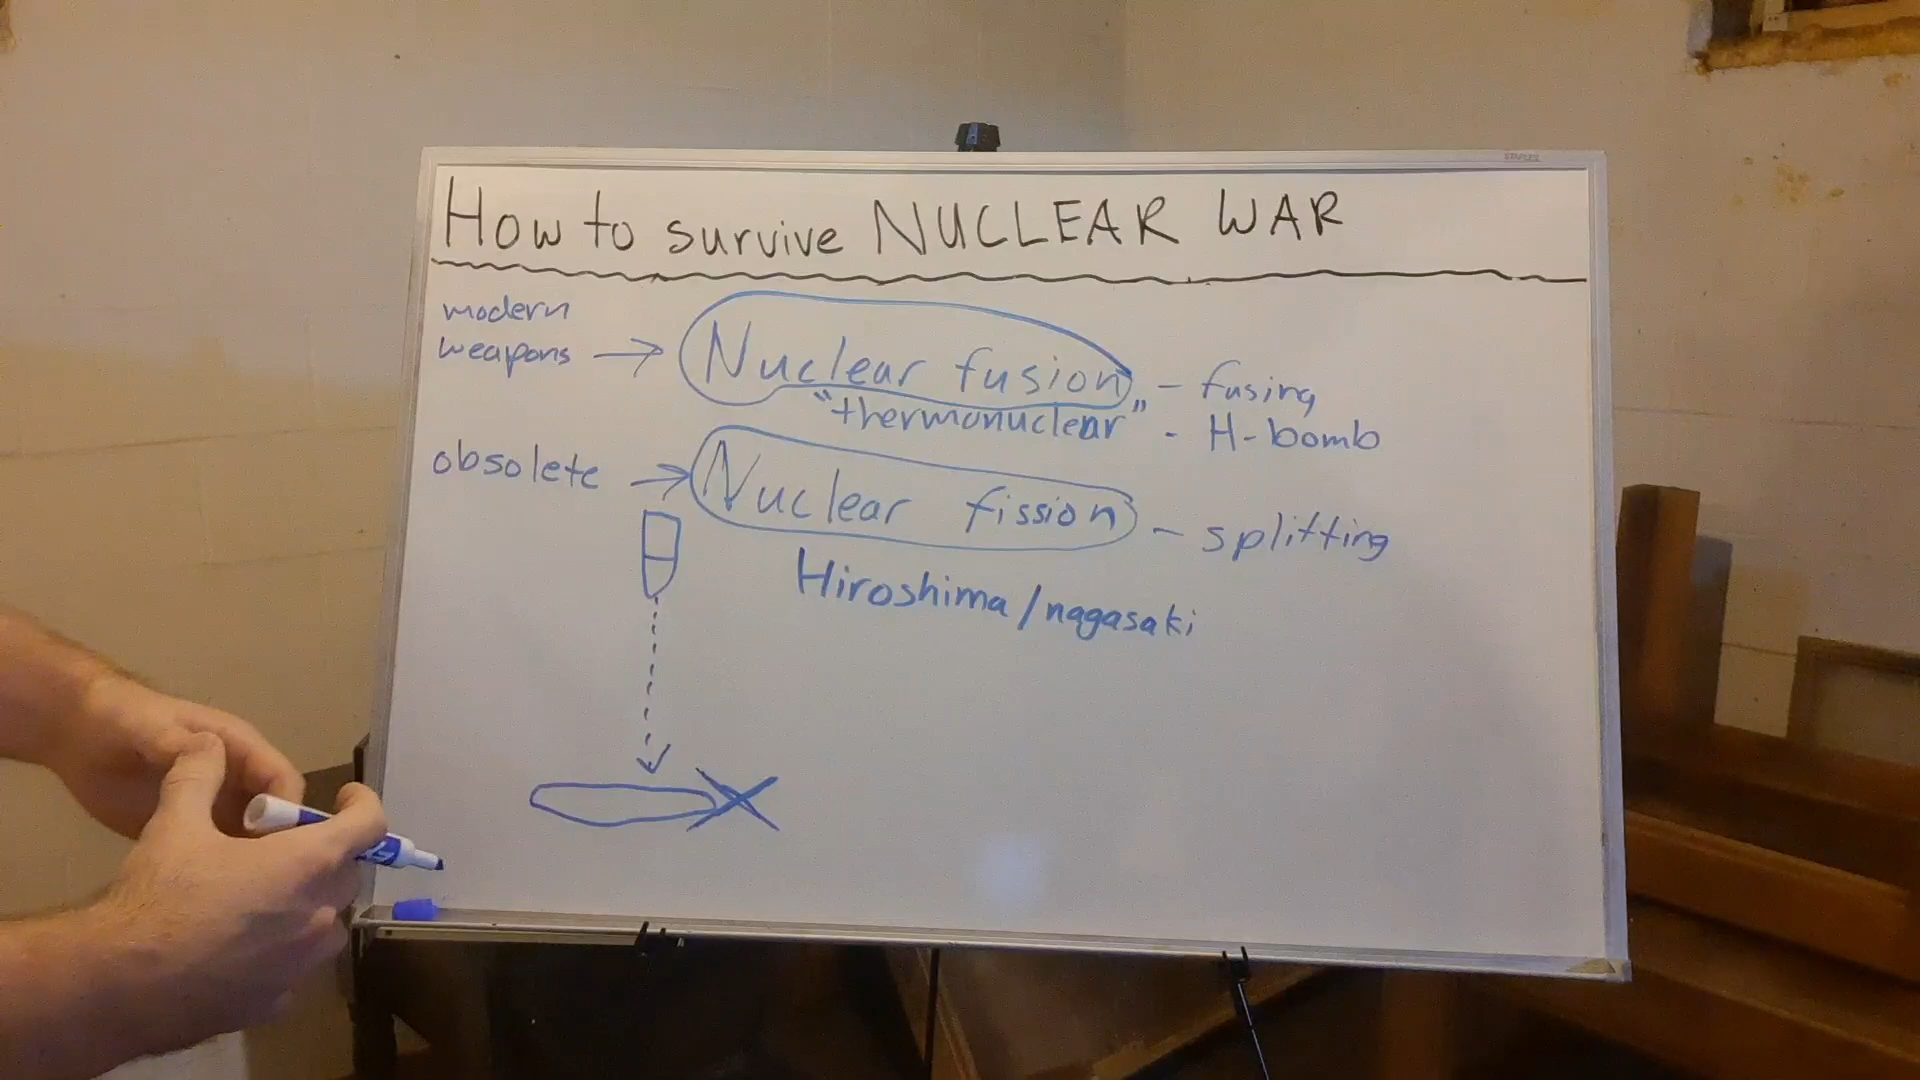 How to survive NUCLEAR WAR
modern
weapons → Nuclear fusion - fusing
"thermonuclear" - H-bomb
obsolete → Nuclear fission - splitting
Hiroshima/nagasaki